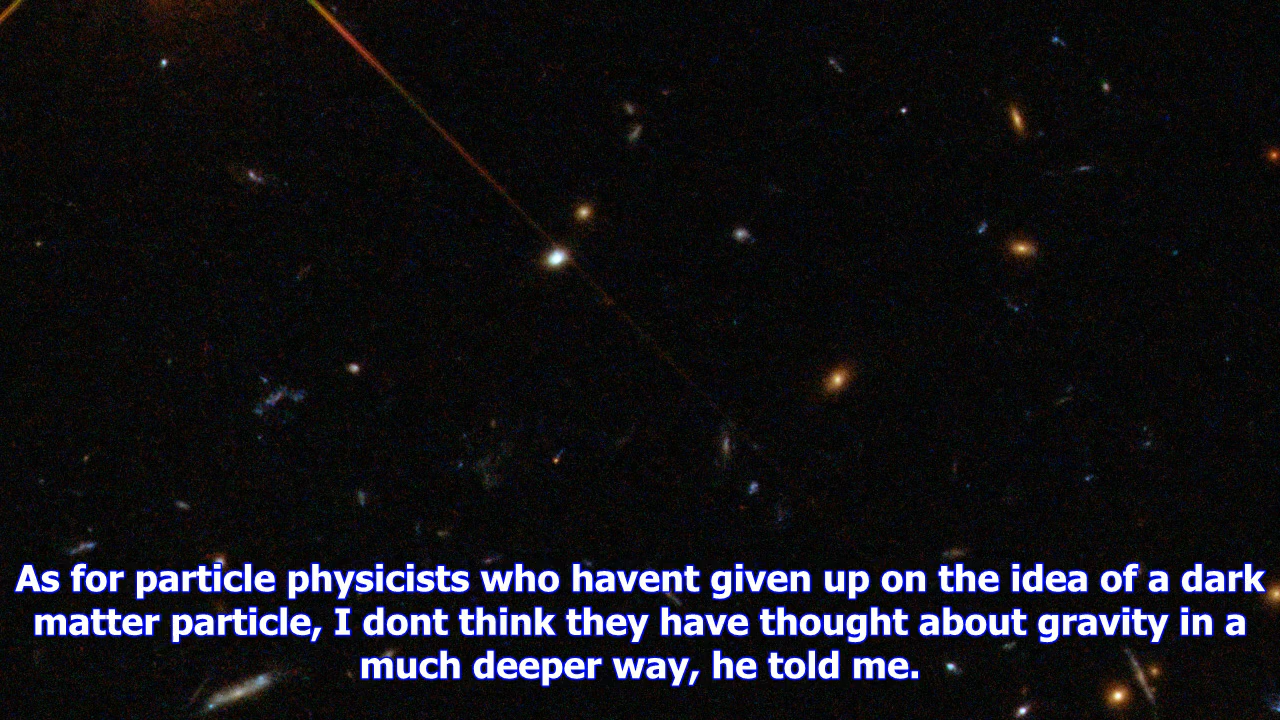 As for particle physicists who havent given up on the idea of a dark
matter particle, I dont think they have thought about gravity in a
much deeper way, he told me.